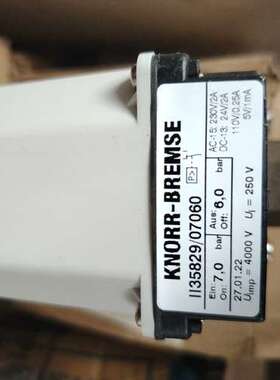 KNORR-BREMSE
II35829/07060
AC-15: 230V/2A
DC-13: 24V/2A
110V/0.25A
5V/1mA
P>
Ein: 7,0 bar
On:
Aus: 6,0 bar
Off:
27.01.22
Uimp = 4000 V Ui = 250 V